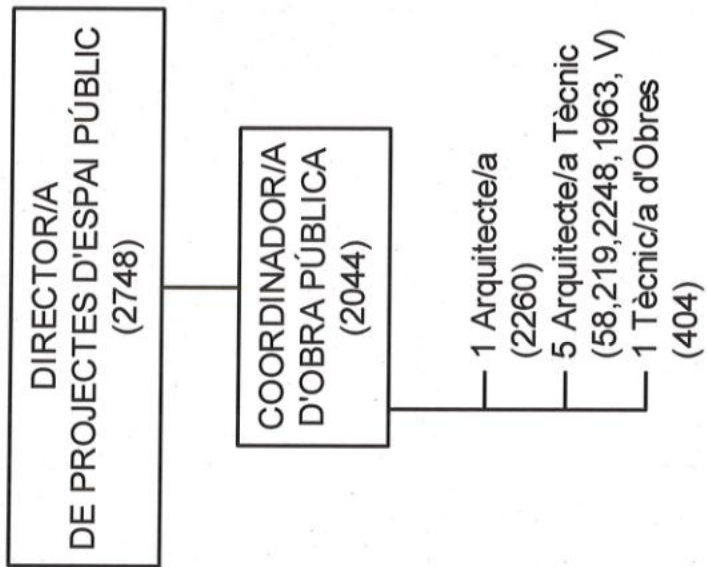 DIRECTOR/A
DE PROJECTES D'ESPAI PÚBLIC
(2748)
COORDINADOR/A
D'OBRA PÚBLICA
(2044)
1 Arquitecte/a
(2260)
5 Arquitecte/a Tècnic
(58,219,2248,1963, V)
1 Tècnic/a d'Obres
(404)